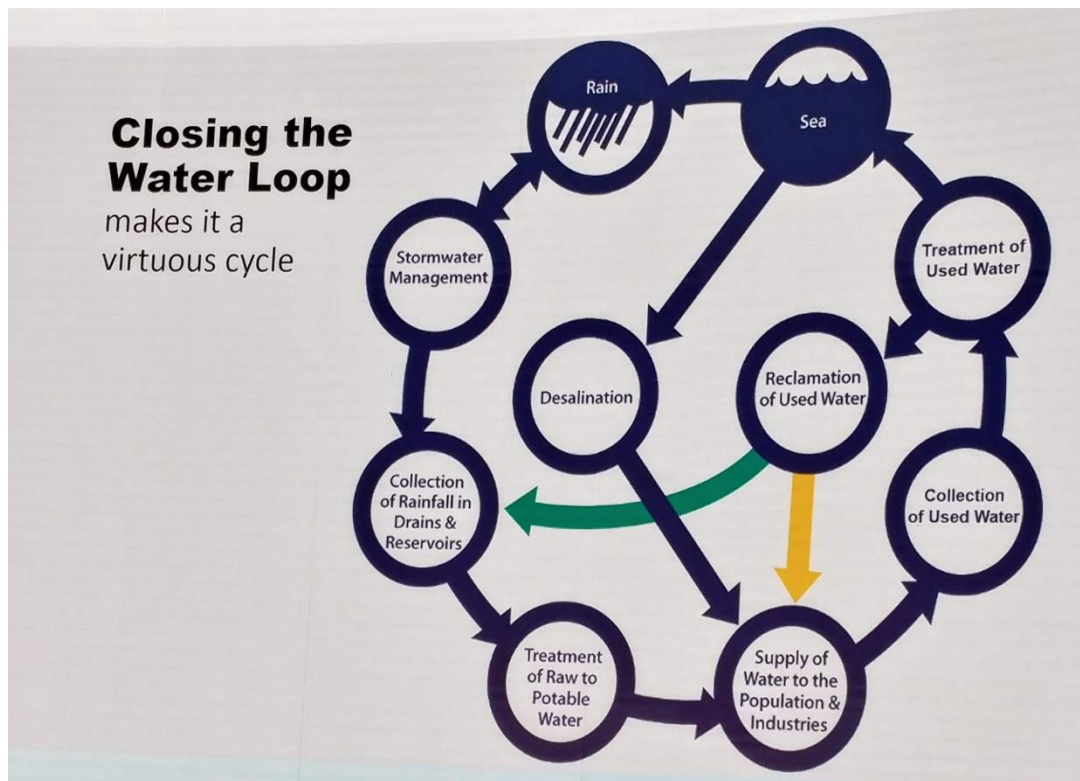 Closing the
Water Loop
makes it a
virtuous cycle
Rain
Sea
Stormwater
Management
Treatment of
Used Water
Desalination
Reclamation
of Used Water
Collection
of Rainfall in
Drains &
Reservoirs
Collection
of Used Water
Treatment
of Raw to
Potable
Water
Supply of
Water to the
Population &
Industries